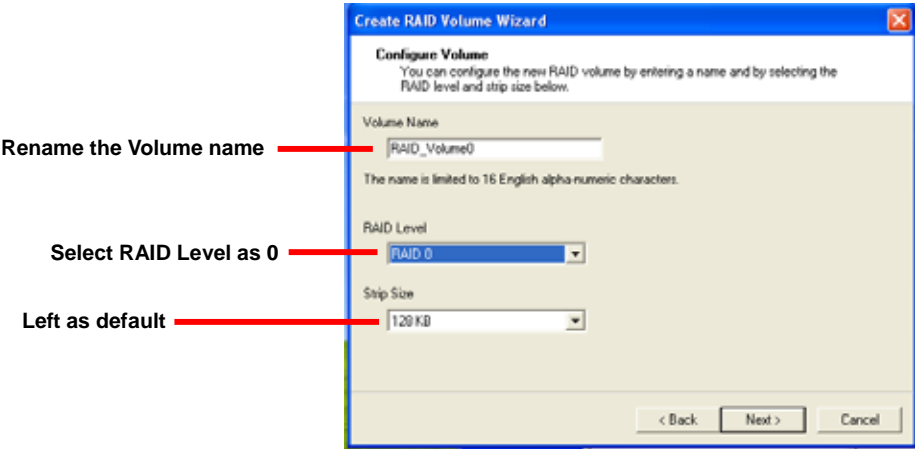 Create RAID Volume Wizard
Configure Volume
You can configure the new RAID volume by entering a name and by selecting the
RAID level and strip size below.
Volume Name
Rename the Volume name
RAID_Volume0
The name is limited to 16 English alpha-numeric characters.
RAID Level
Select RAID Level as 0
RAID 0
Strip Size
Left as default
128 KB
< Back
Next >
Cancel